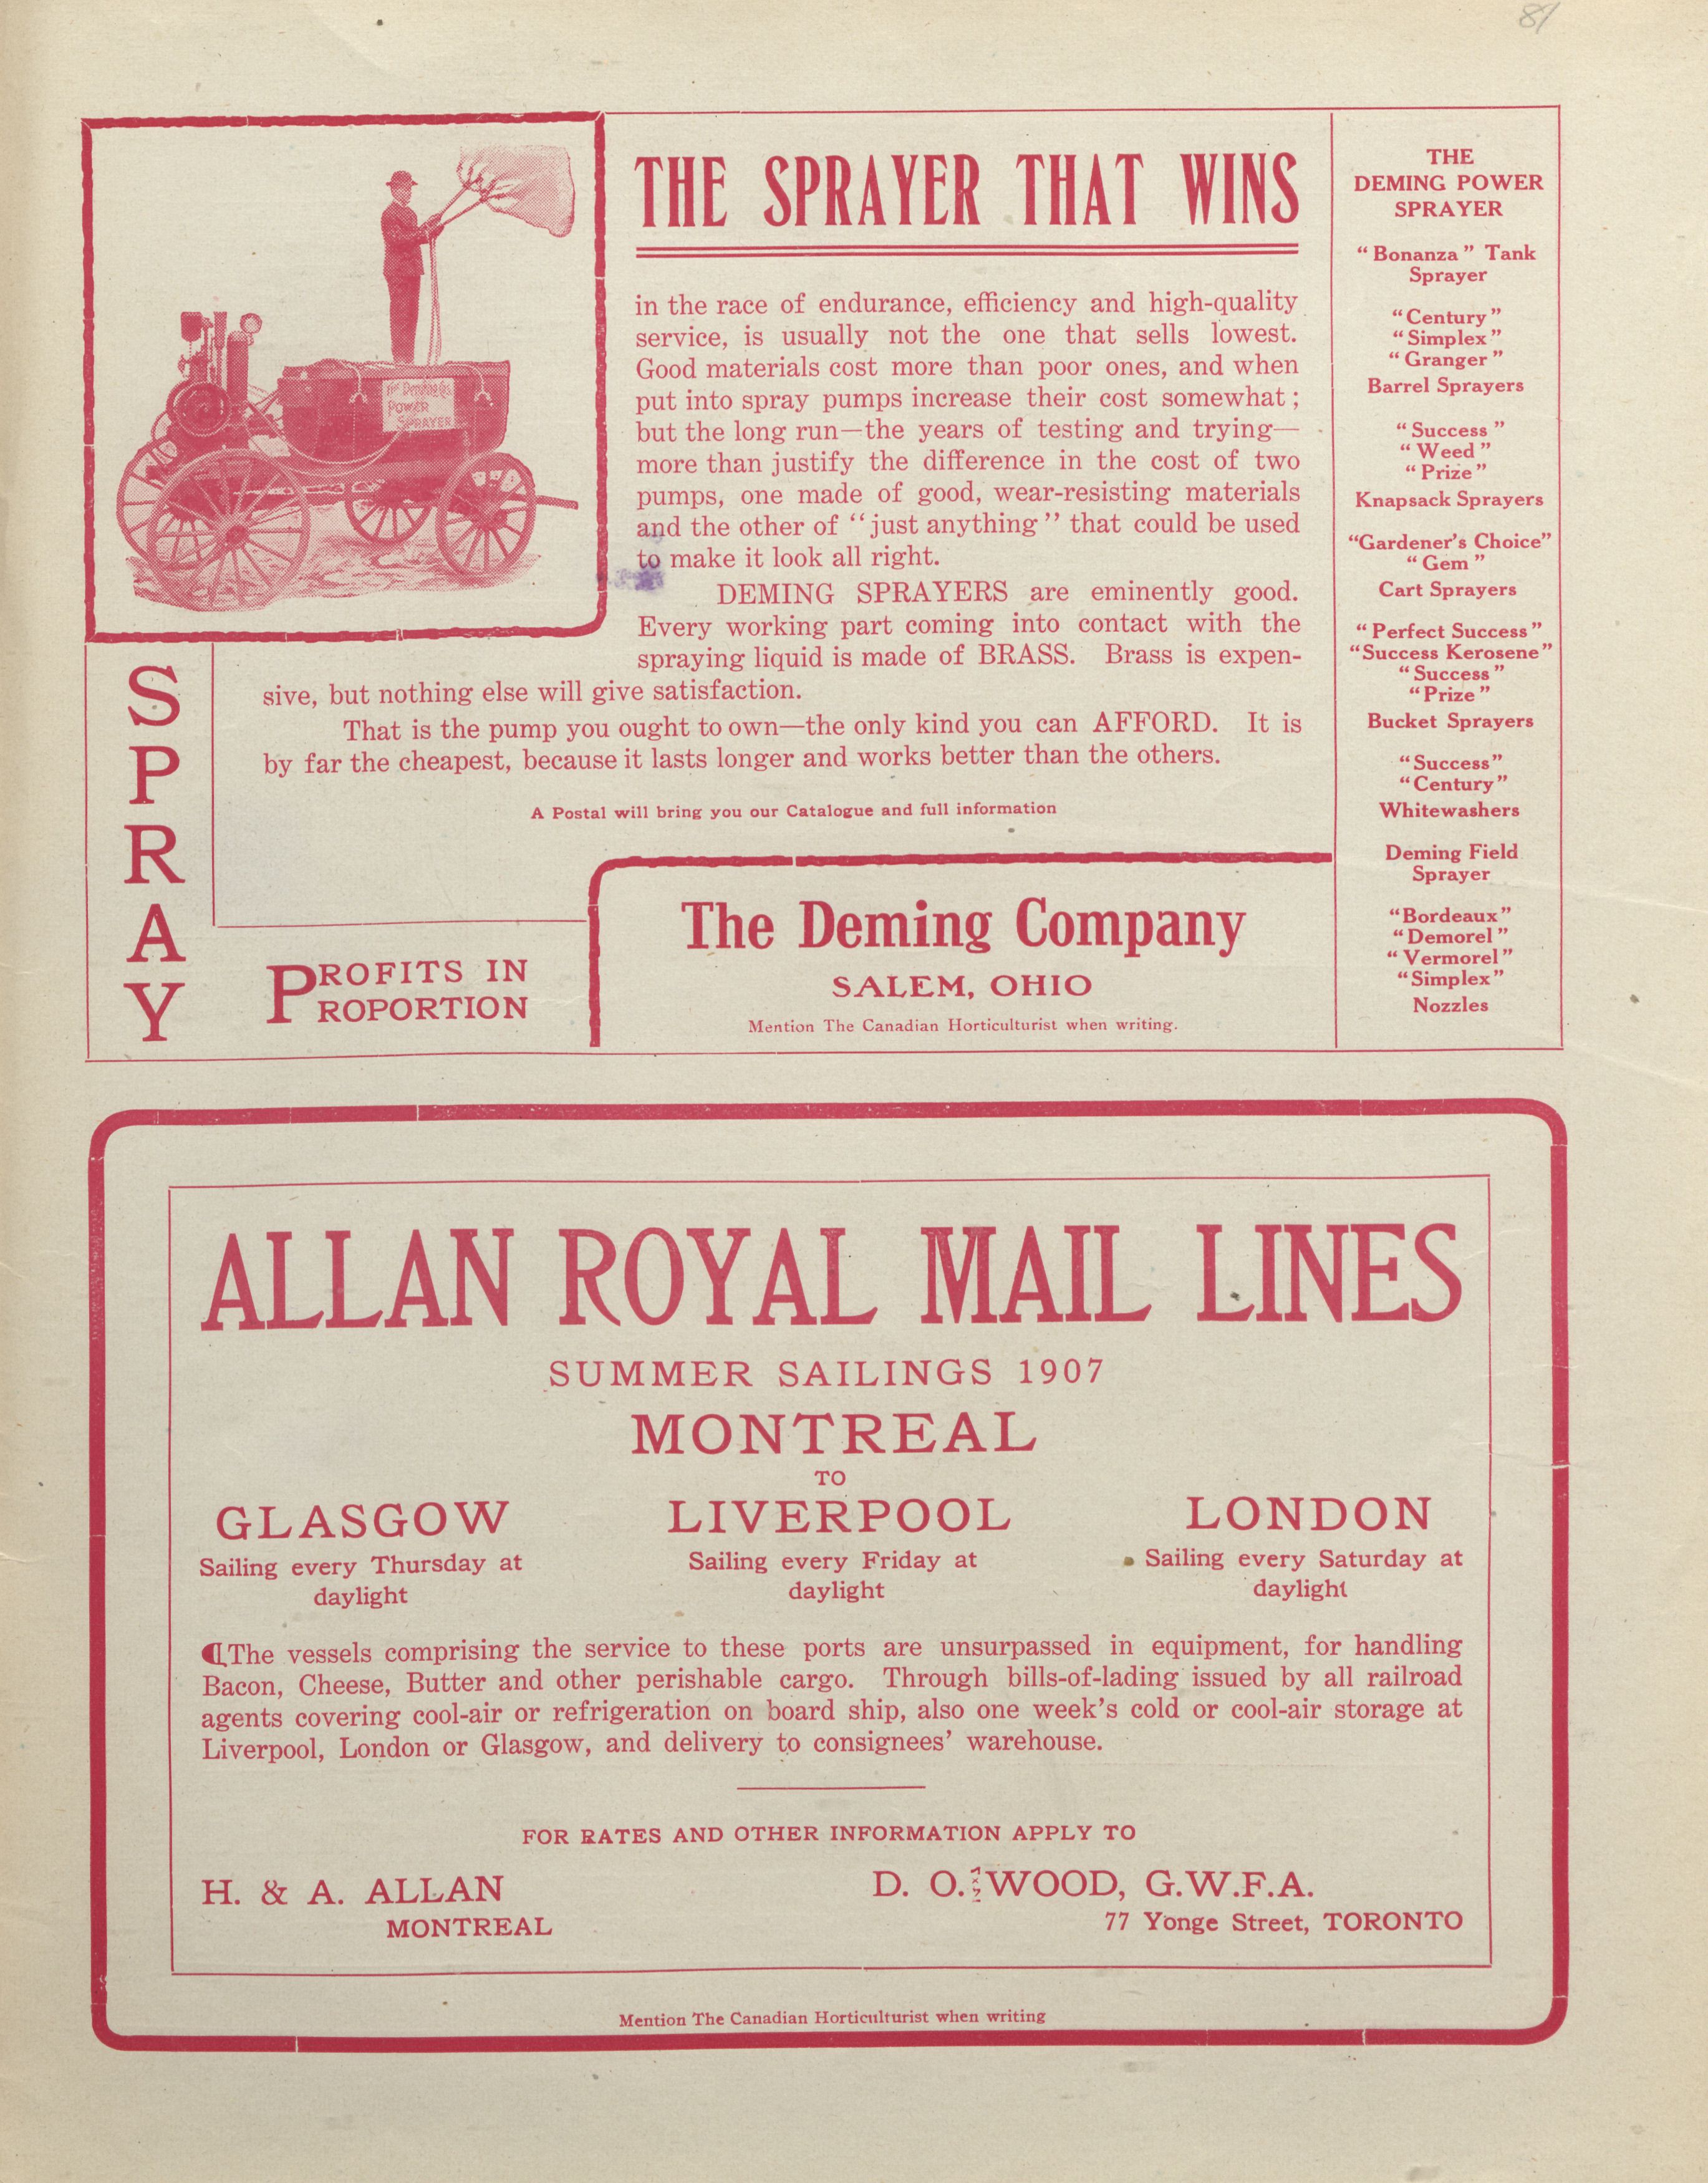 89
The Deming Co.
POWER
SPRAYER
THE SPRAYER THAT WINS
in the race of endurance, efficiency and high-quality
service, is usually not the one that sells lowest.
Good materials cost more than poor ones, and when
put into spray pumps increase their cost somewhat;
but the long run—the years of testing and trying—
more than justify the difference in the cost of two
pumps, one made of good, wear-resisting materials
and the other of "just anything" that could be used
to make it look all right.
DEMING SPRAYERS are eminently good.
Every working part coming into contact with the
spraying liquid is made of BRASS. Brass is expen-
sive, but nothing else will give satisfaction.
That is the pump you ought to own—the only kind you can AFFORD. It is
by far the cheapest, because it lasts longer and works better than the others.
A Postal will bring you our Catalogue and full information
SPRAY
PROFITS IN
PROPORTION
The Deming Company
SALEM, OHIO
Mention The Canadian Horticulturist when writing.
THE
DEMING POWER
SPRAYER
"Bonanza" Tank
Sprayer
"Century"
"Simplex"
"Granger"
Barrel Sprayers
"Success"
"Weed"
"Prize"
Knapsack Sprayers
"Gardener's Choice"
"Gem"
Cart Sprayers
"Perfect Success"
"Success Kerosene"
"Success"
"Prize"
Bucket Sprayers
"Success"
"Century"
Whitewashers
Deming Field
Sprayer
"Bordeaux"
"Demorel"
"Vermorel"
"Simplex"
Nozzles
ALLAN ROYAL MAIL LINES
SUMMER SAILINGS 1907
MONTREAL
TO
GLASGOW
Sailing every Thursday at
daylight
LIVERPOOL
Sailing every Friday at
daylight
LONDON
Sailing every Saturday at
daylight
¶The vessels comprising the service to these ports are unsurpassed in equipment, for handling
Bacon, Cheese, Butter and other perishable cargo. Through bills-of-lading issued by all railroad
agents covering cool-air or refrigeration on board ship, also one week's cold or cool-air storage at
Liverpool, London or Glasgow, and delivery to consignees' warehouse.
FOR RATES AND OTHER INFORMATION APPLY TO
H. & A. ALLAN
MONTREAL
D. O. WOOD, G.W.F.A.
77 Yonge Street, TORONTO
Mention The Canadian Horticulturist when writing